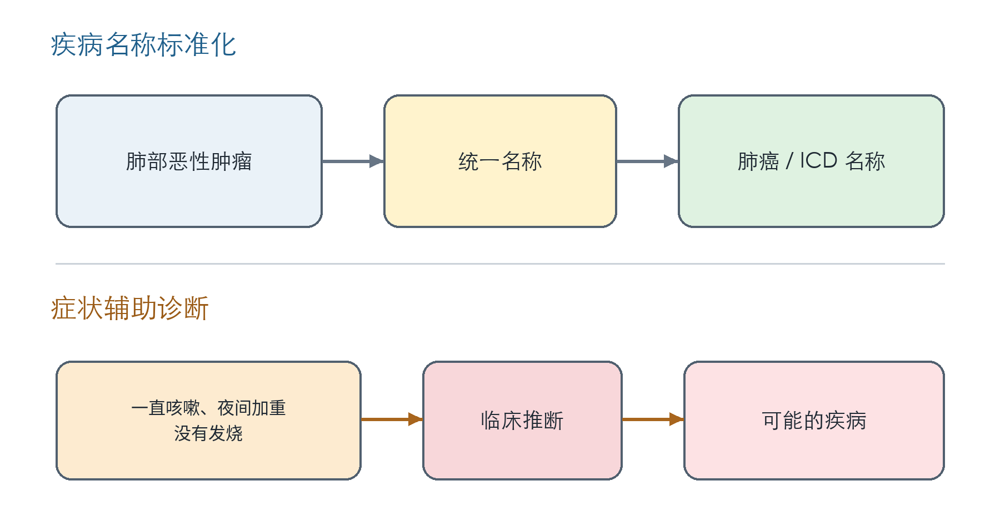 疾病名称标准化
肺部恶性肿瘤
统一名称
肺癌 / ICD 名称
症状辅助诊断
一直咳嗽、夜间加重
没有发烧
临床推断
可能的疾病